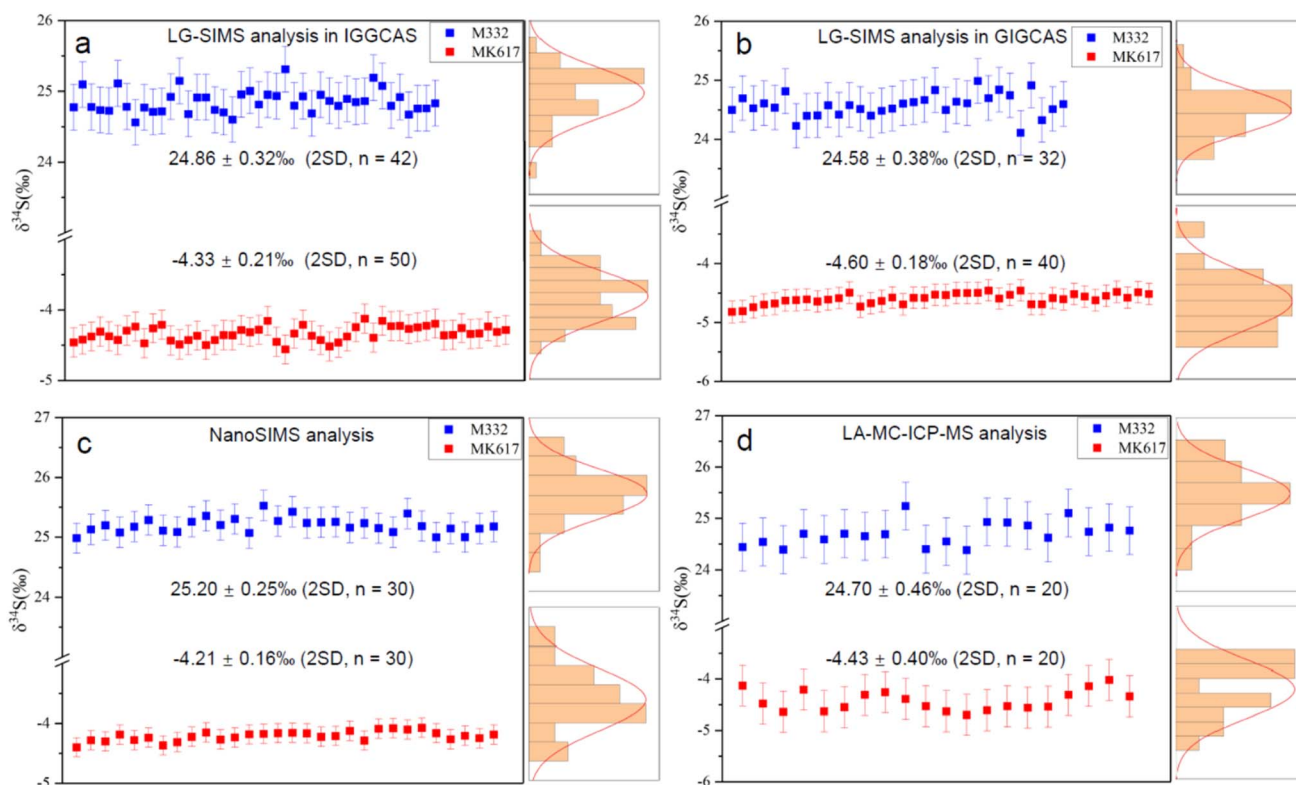 a
LG-SIMS analysis in IGGCAS
M332
MK617
26
25
24
-4
-5
δ³⁴S(‰)
24.86 ± 0.32‰ (2SD, n = 42)
-4.33 ± 0.21‰ (2SD, n = 50)
b
LG-SIMS analysis in GIGCAS
M332
MK617
26
25
24
-4
-5
-6
δ³⁴S(‰)
24.58 ± 0.38‰ (2SD, n = 32)
-4.60 ± 0.18‰ (2SD, n = 40)
c
NanoSIMS analysis
M332
MK617
27
26
25
24
-4
-5
δ³⁴S(‰)
25.20 ± 0.25‰ (2SD, n = 30)
-4.21 ± 0.16‰ (2SD, n = 30)
d
LA-MC-ICP-MS analysis
M332
MK617
27
26
25
24
-4
-5
-6
δ³⁴S(‰)
24.70 ± 0.46‰ (2SD, n = 20)
-4.43 ± 0.40‰ (2SD, n = 20)